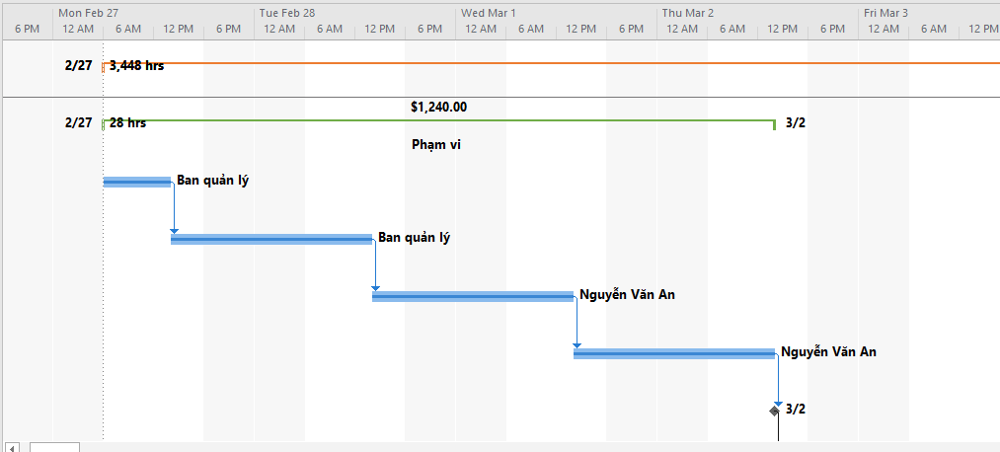 Mon Feb 27 Tue Feb 28 Wed Mar 1 Thu Mar 2 Fri Mar 3
6 PM 12 AM 6 AM 12 PM 6 PM 12 AM 6 AM 12 PM 6 PM 12 AM 6 AM 12 PM 6 PM 12 AM 6 AM 12 PM 6 PM 12 AM 6 AM 12 PM
2/27 3,448 hrs
$1,240.00
2/27 28 hrs 3/2
Phạm vi
Ban quản lý
Ban quản lý
Nguyễn Văn An
Nguyễn Văn An
3/2